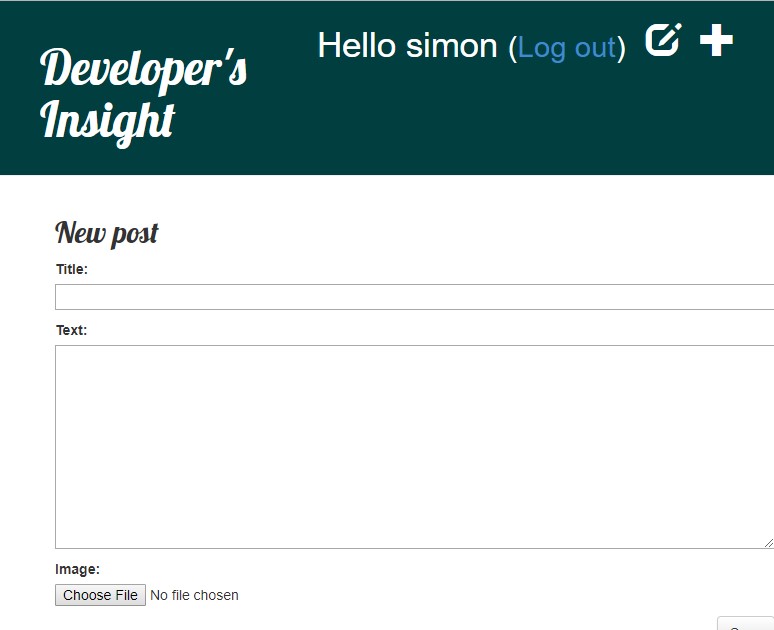 Developer's
Insight
Hello simon (Log out)
New post
Title:
Text:
Image:
Choose File No file chosen